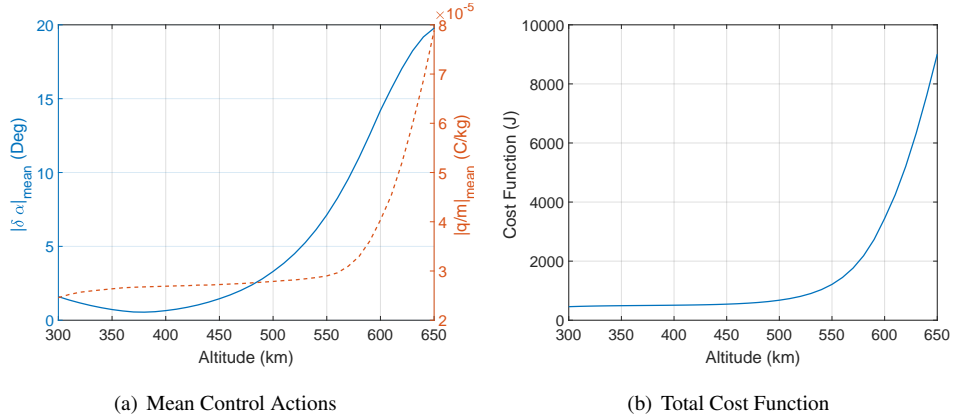 20
15
10
5
0
|δ α|mean (Deg)
×10-5
8
7
6
5
4
3
2
|q/m|mean (C/kg)
300 350 400 450 500 550 600 650
Altitude (km)
(a) Mean Control Actions
10000
8000
6000
4000
2000
0
Cost Function (J)
300 350 400 450 500 550 600 650
Altitude (km)
(b) Total Cost Function